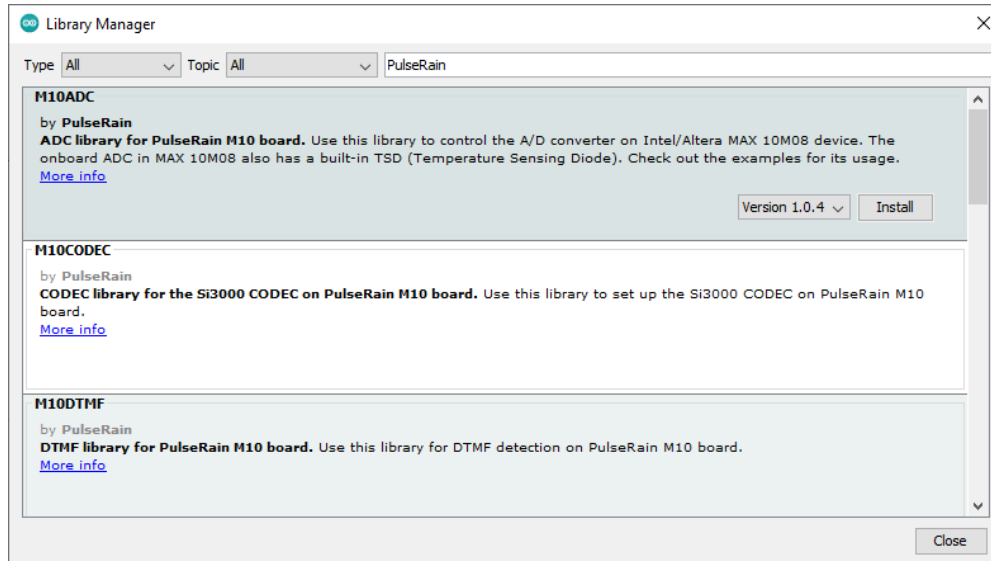 Library Manager
Type All Topic All PulseRain
M10ADC
by PulseRain
ADC library for PulseRain M10 board. Use this library to control the A/D converter on Intel/Altera MAX 10M08 device. The
onboard ADC in MAX 10M08 also has a built-in TSD (Temperature Sensing Diode). Check out the examples for its usage.
More info
Version 1.0.4 Install
M10CODEC
by PulseRain
CODEC library for the Si3000 CODEC on PulseRain M10 board. Use this library to set up the Si3000 CODEC on PulseRain M10
board.
More info
M10DTMF
by PulseRain
DTMF library for PulseRain M10 board. Use this library for DTMF detection on PulseRain M10 board.
More info
Close